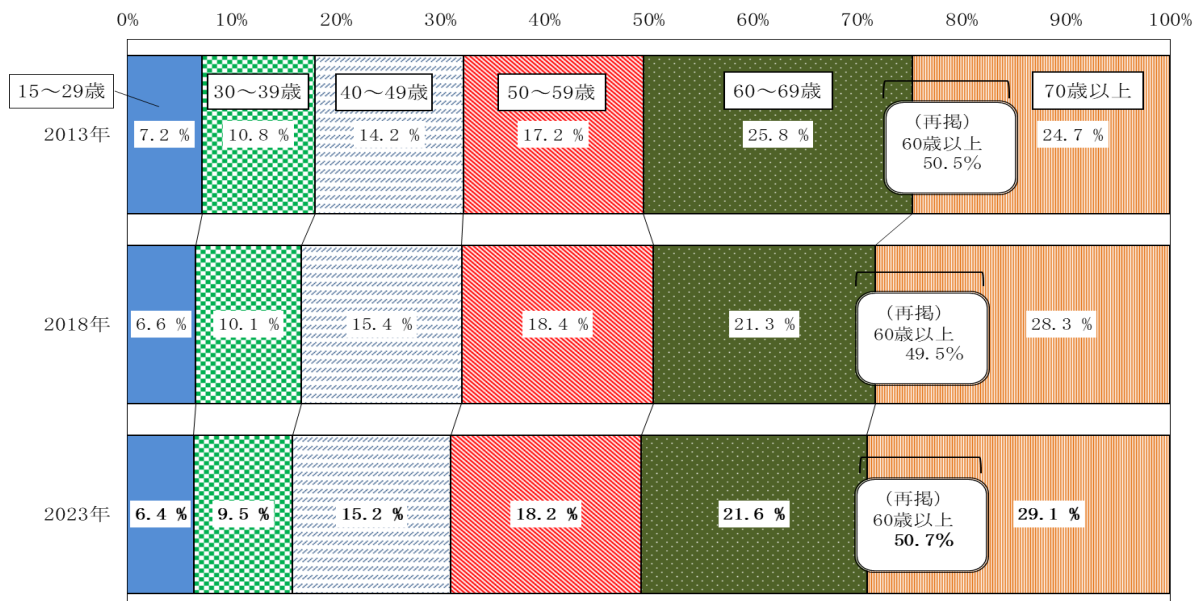 0% 10% 20% 30% 40% 50% 60% 70% 80% 90% 100%
15～29歳 30～39歳 40～49歳 50～59歳 60～69歳 70歳以上
2013年 7.2 % 10.8 % 14.2 % 17.2 % 25.8 % 24.7 %
(再掲)
60歳以上
50.5%
2018年 6.6 % 10.1 % 15.4 % 18.4 % 21.3 % 28.3 %
(再掲)
60歳以上
49.5%
2023年 6.4 % 9.5 % 15.2 % 18.2 % 21.6 % 29.1 %
(再掲)
60歳以上
50.7%